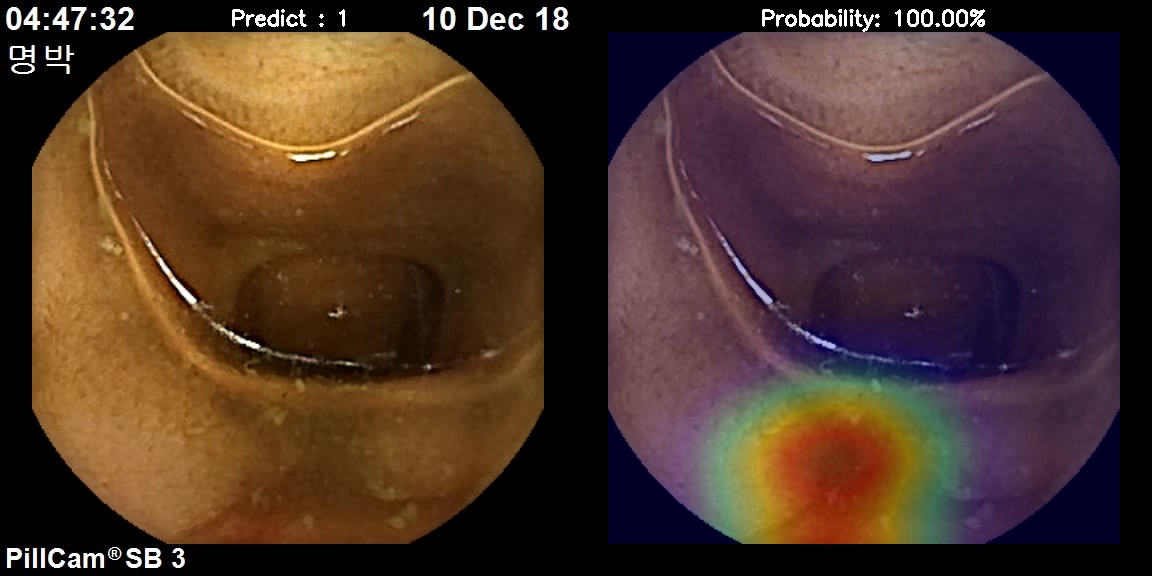 04:47:32
Predict : 1
10 Dec 18
Probability: 100.00%
명박
PillCam® SB 3